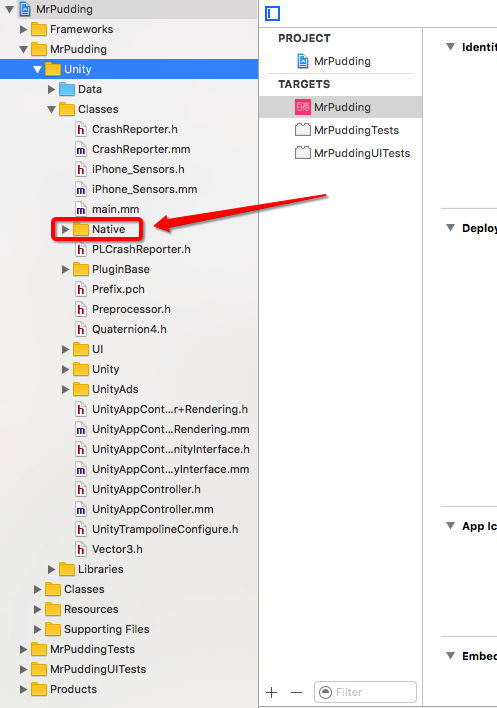 MrPudding
Frameworks
MrPudding
Unity
Data
Classes
CrashReporter.h
CrashReporter.mm
iPhone_Sensors.h
iPhone_Sensors.mm
main.mm
Native
PLCrashReporter.h
PluginBase
Prefix.pch
Preprocessor.h
Quaternion4.h
UI
Unity
UnityAds
UnityAppCont...r+Rendering.h
UnityAppCont...Rendering.mm
UnityAppCont...nityInterface.h
UnityAppCont...yInterface.mm
UnityAppController.h
UnityAppController.mm
UnityTrampolineConfigure.h
Vector3.h
Libraries
Classes
Resources
Supporting Files
MrPuddingTests
MrPuddingUITests
Products
PROJECT
MrPudding
TARGETS
MrPudding
MrPuddingTests
MrPuddingUITests
Filter
Identit
Deploy
App Ic
Embed